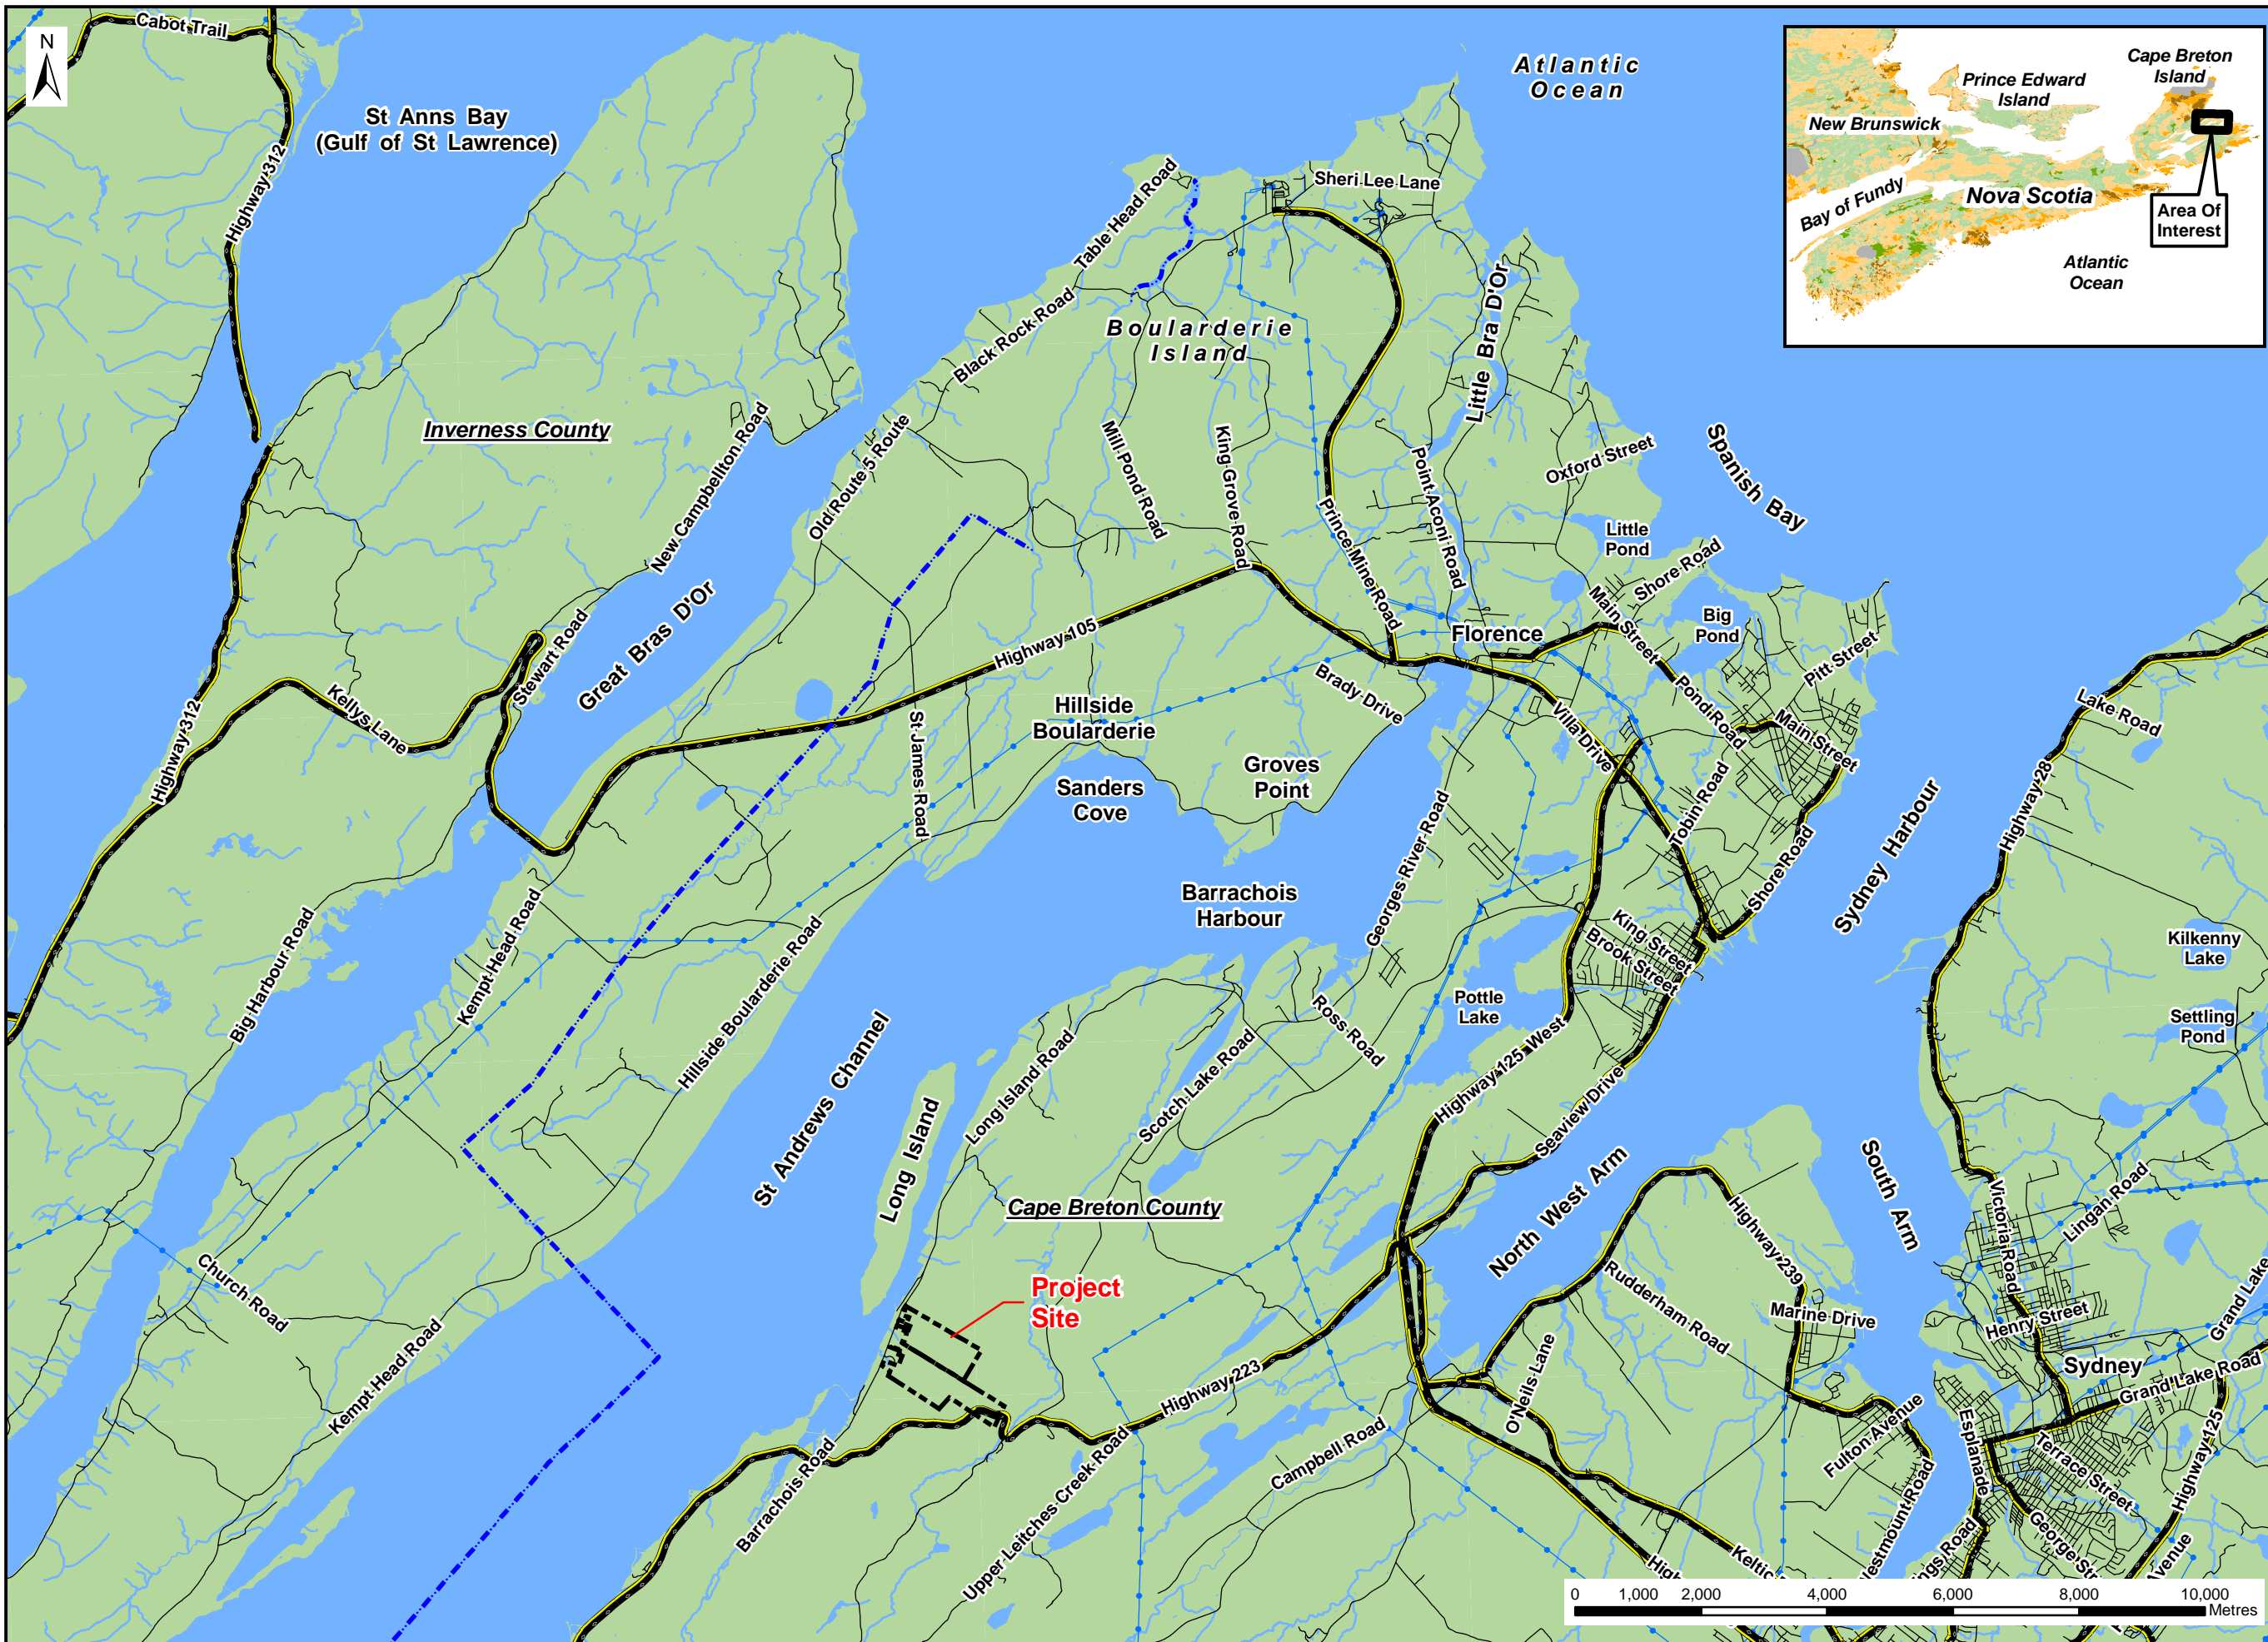 Cabot Trail
N
St Anns Bay
(Gulf of St Lawrence)
Highway 312
Atlantic
Ocean
Cape Breton
Island
Prince Edward
Island
New Brunswick
Bay of Fundy
Nova Scotia
Area Of
Interest
Atlantic
Ocean
Sheri Lee Lane
Table Head Road
Black Rock Road
Boularderie
Island
Little Bra D'Or
Inverness County
New Campbellton Road
Old Route 5 Route
Mill Pond Road
King Grove Road
Prince Mine Road
Point Aconi Road
Oxford Street
Spanish Bay
Little
Pond
Shore Road
Main Street
Big
Pond
Florence
Pitt Street
Highway 105
Stewart Road
Great Bras D'Or
Kellys Lane
Highway 312
St James Road
Hillside
Boularderie
Brady Drive
Villa Drive
Pond Road
Main Street
Lake Road
Groves
Point
Sanders
Cove
Tobin Road
Highway 28
Georges River Road
Shore Road
Sydney Harbour
Barrachois
Harbour
King Street
Brook Street
Kilkenny
Lake
Kempt Head Road
Big Harbour Road
Hillside Boularderie Road
Pottle
Lake
Settling
Pond
Ross Road
Long Island Road
Scotch Lake Road
St Andrews Channel
Long Island
Highway 125 West
Seaview Drive
Cape Breton County
North West Arm
South Arm
Victoria Road
Lingan Road
Highway 239
Church Road
Project
Site
Rudderham Road
Marine Drive
Henry Street
Grand Lake
Kempt Head Road
Sydney
Grand Lake Road
O'Neils Lane
Highway 223
Fulton Avenue
Esplanade
Terrace Street
Highway 125
Campbell Road
Barrachois Road
Upper Leitches Creek Road
George Str
Avenue
estmount Road
ings Road
Keltic
High
0 1,000 2,000 4,000 6,000 8,000 10,000
Metres